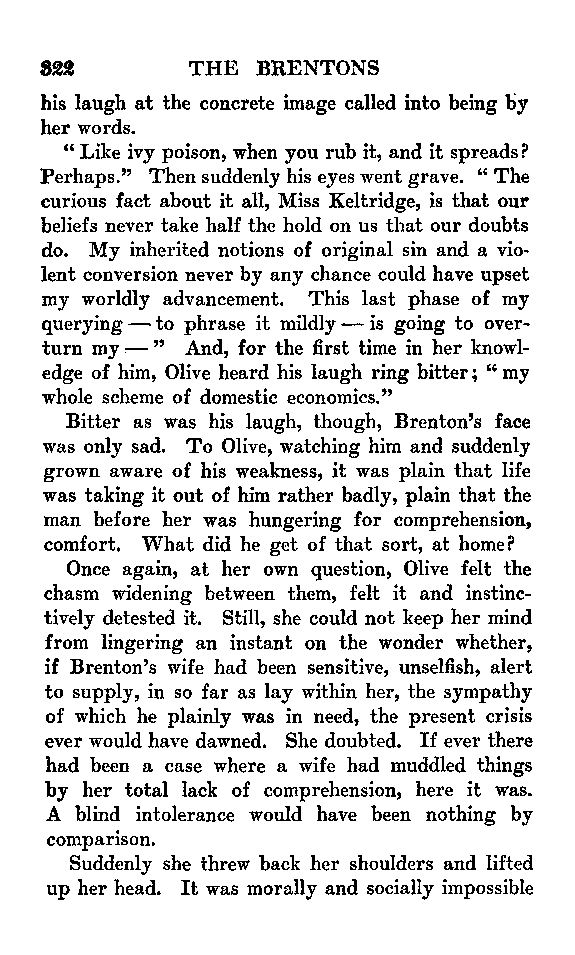 322 THE BRENTONS
his laugh at the concrete image called into being by
her words.
“ Like ivy poison, when you rub it, and it spreads?
Perhaps.” Then suddenly his eyes went grave. “ The
curious fact about it all, Miss Keltridge, is that our
beliefs never take half the hold on us that our doubts
do. My inherited notions of original sin and a vio-
lent conversion never by any chance could have upset
my worldly advancement. This last phase of my
querying — to phrase it mildly — is going to over-
turn my — ” And, for the first time in her knowl-
edge of him, Olive heard his laugh ring bitter; “ my
whole scheme of domestic economics.”
Bitter as was his laugh, though, Brenton’s face
was only sad. To Olive, watching him and suddenly
grown aware of his weakness, it was plain that life
was taking it out of him rather badly, plain that the
man before her was hungering for comprehension,
comfort. What did he get of that sort, at home?
Once again, at her own question, Olive felt the
chasm widening between them, felt it and instinc-
tively detested it. Still, she could not keep her mind
from lingering an instant on the wonder whether,
if Brenton’s wife had been sensitive, unselfish, alert
to supply, in so far as lay within her, the sympathy
of which he plainly was in need, the present crisis
ever would have dawned. She doubted. If ever there
had been a case where a wife had muddled things
by her total lack of comprehension, here it was.
A blind intolerance would have been nothing by
comparison.
Suddenly she threw back her shoulders and lifted
up her head. It was morally and socially impossible